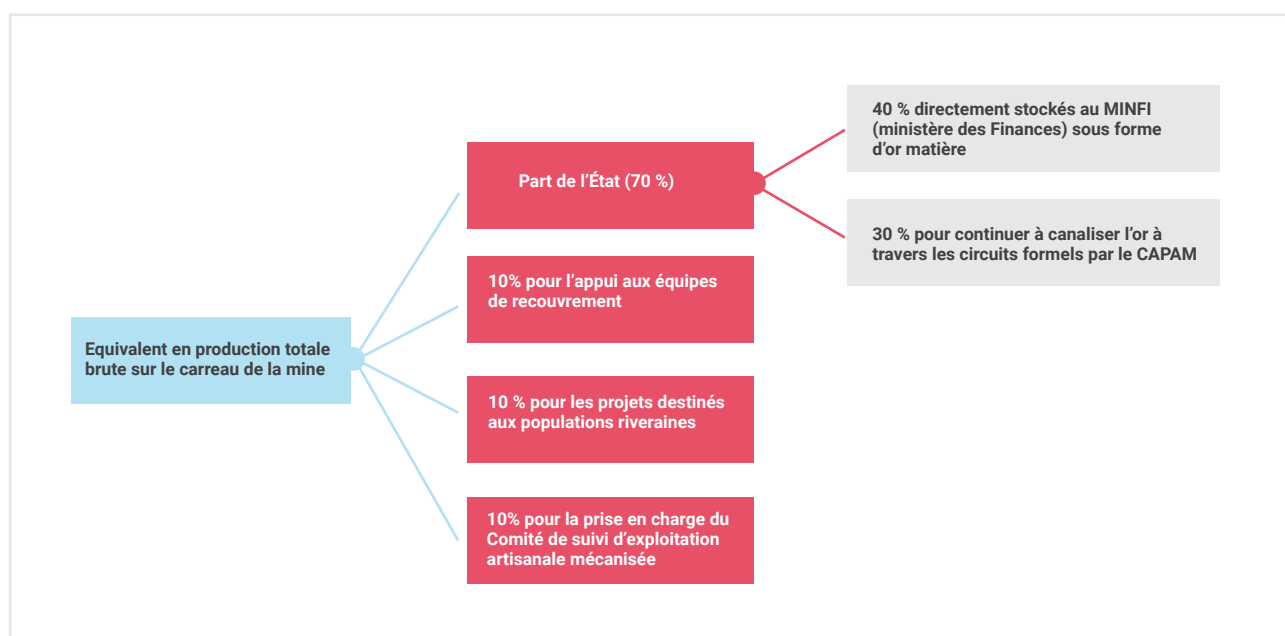 Equivalent en production totale
brute sur le carreau de la mine
Part de l’État (70 %)
10% pour l’appui aux équipes
de recouvrement
10 % pour les projets destinés
aux populations riveraines
10% pour la prise en charge du
Comité de suivi d’exploitation
artisanale mécanisée
40 % directement stockés au MINFI
(ministère des Finances) sous forme
d’or matière
30 % pour continuer à canaliser l’or à
travers les circuits formels par le CAPAM